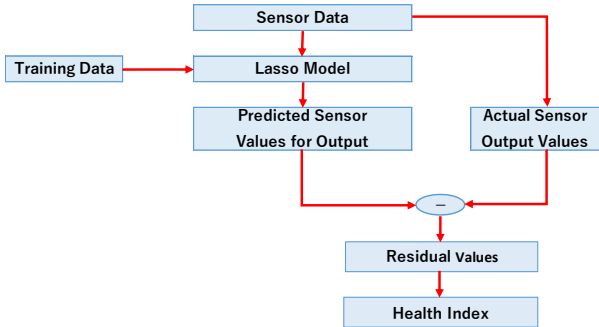 Sensor Data
Training Data
Lasso Model
Predicted Sensor
Values for Output
Actual Sensor
Output Values
–
Residual Values
Health Index